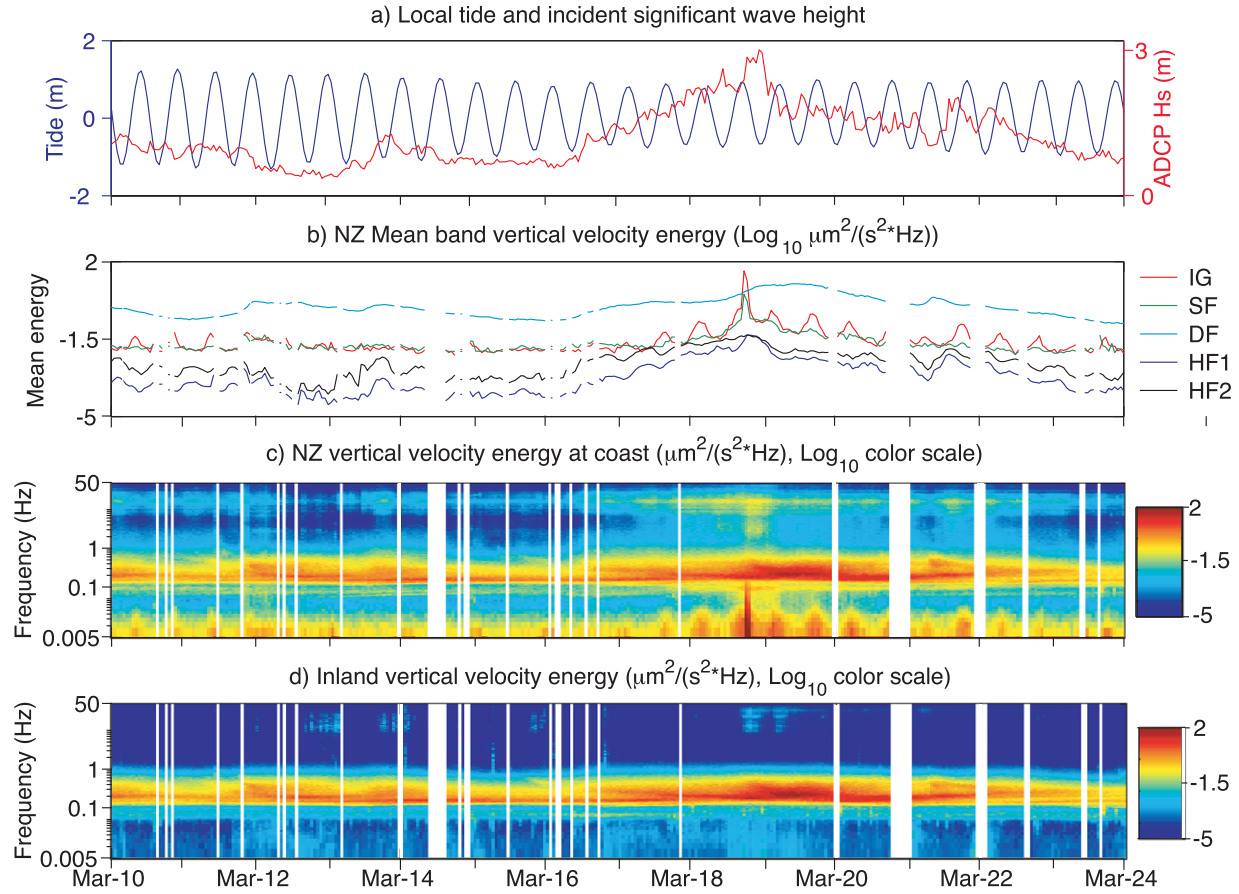 a) Local tide and incident significant wave height
2
0
-2
Tide (m)
3
0
ADCP Hs (m)
b) NZ Mean band vertical velocity energy (Log10 μm²/(s²*Hz))
2
-1.5
-5
Mean energy
IG
SF
DF
HF1
HF2
c) NZ vertical velocity energy at coast (μm²/(s²*Hz), Log10 color scale)
50
1
0.1
0.005
Frequency (Hz)
2
-1.5
-5
d) Inland vertical velocity energy (μm²/(s²*Hz), Log10 color scale)
50
1
0.1
0.005
Frequency (Hz)
2
-1.5
-5
Mar-10 Mar-12 Mar-14 Mar-16 Mar-18 Mar-20 Mar-22 Mar-24